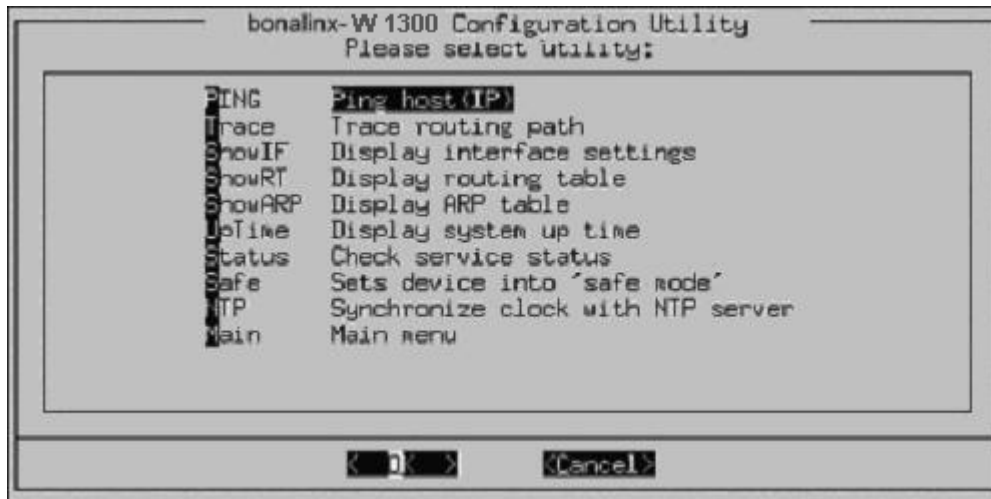 bonalinx-W 1300 Configuration Utility
Please select utility:
PING Ping host(IP)
Trace Trace routing path
ShowIF Display interface settings
ShowRT Display routing table
ShowARP Display ARP table
UpTime Display system up time
Status Check service status
Safe Sets device into 'safe mode'
NTP Synchronize clock with NTP server
Main Main menu
< OK > <Cancel>